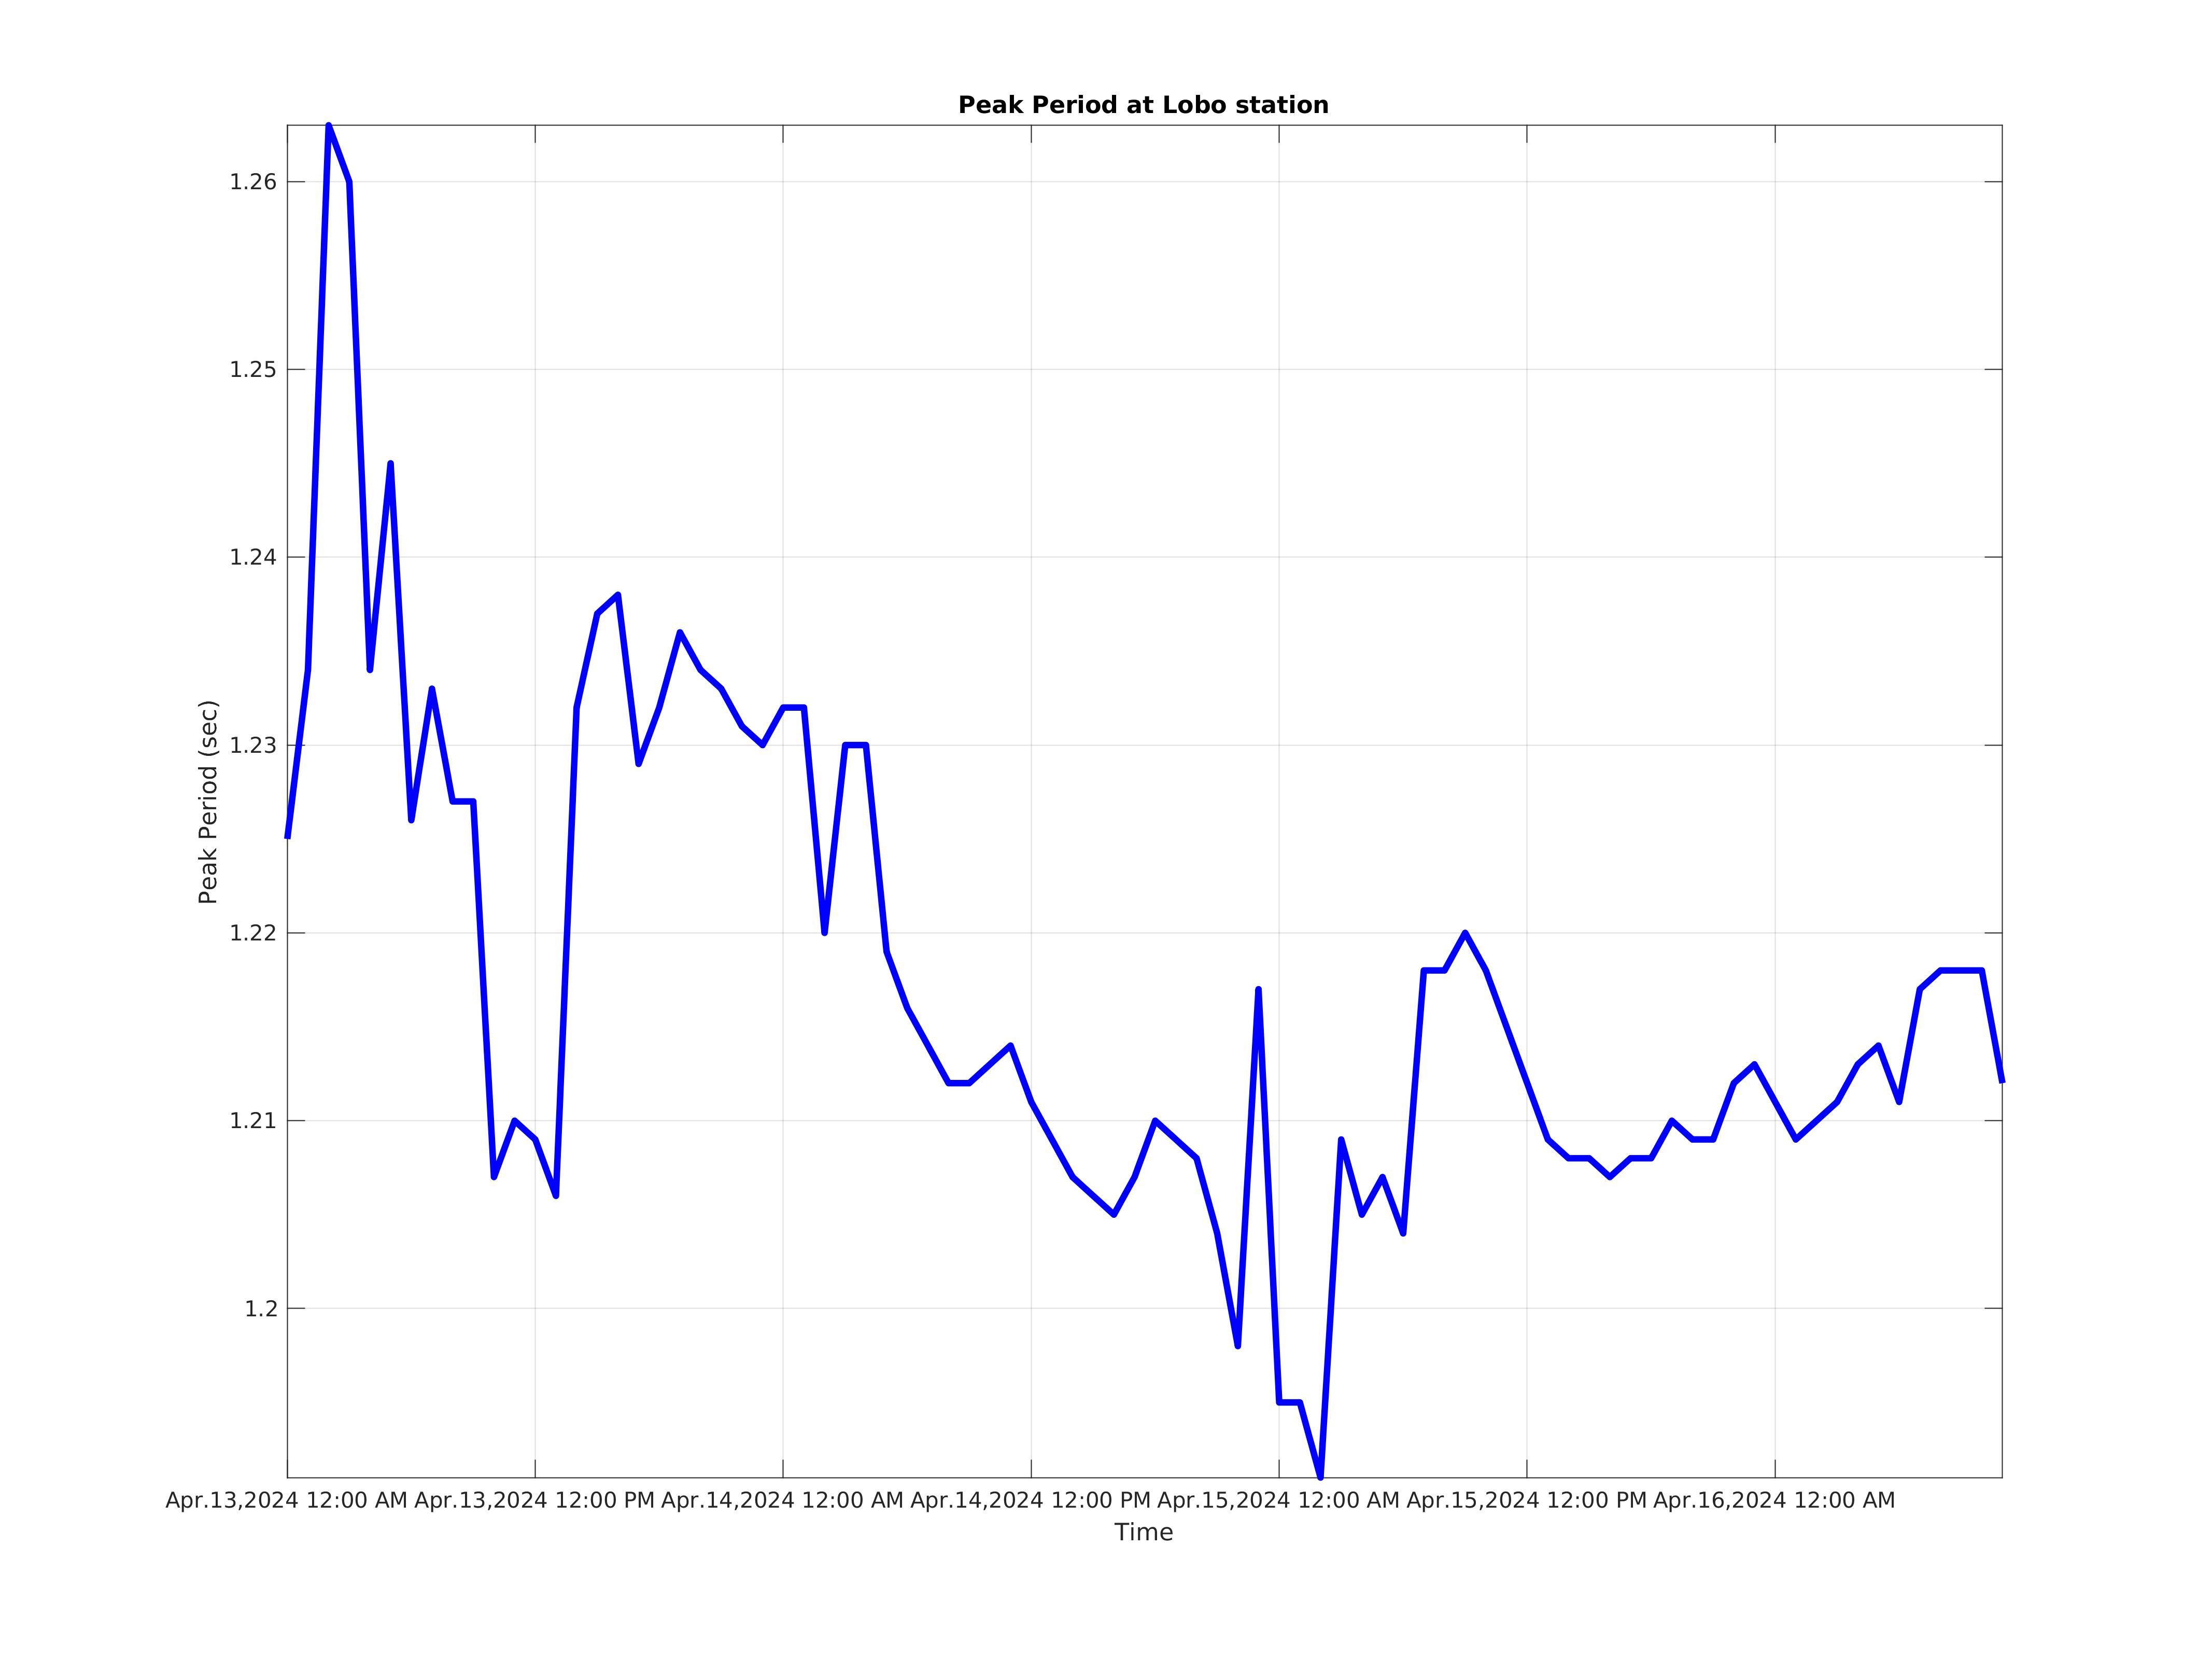 Peak Period at Lobo station
Peak Period (sec)
1.26
1.25
1.24
1.23
1.22
1.21
1.2
Apr.13,2024 12:00 AM Apr.13,2024 12:00 PM Apr.14,2024 12:00 AM Apr.14,2024 12:00 PM Apr.15,2024 12:00 AM Apr.15,2024 12:00 PM Apr.16,2024 12:00 AM
Time